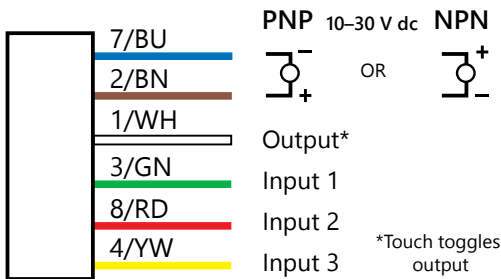 PNP 10–30 V dc NPN
7/BU
− +
OR
2/BN
+ −
1/WH Output*
3/GN Input 1
8/RD Input 2
4/YW Input 3
*Touch toggles
output